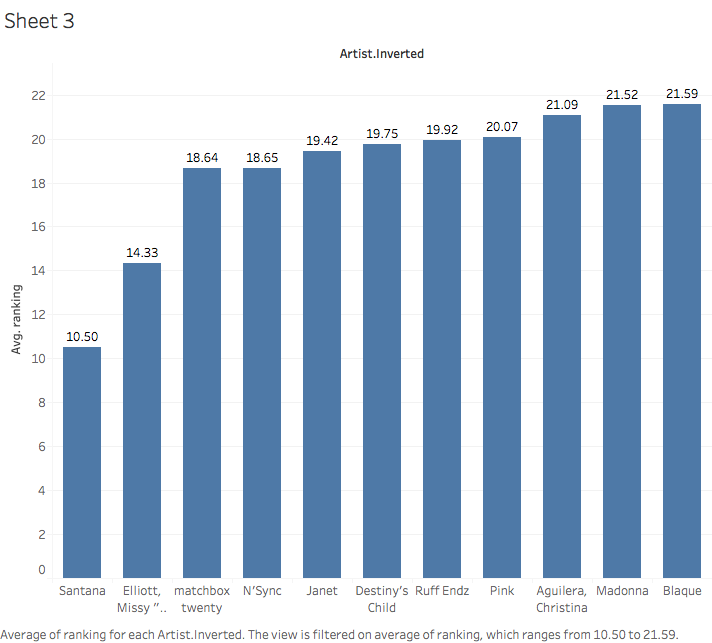 Sheet 3
Artist.Inverted
Avg. ranking
22
20
18
16
14
12
10
8
6
4
2
0
10.50
14.33
18.64
18.65
19.42
19.75
19.92
20.07
21.09
21.52
21.59
Santana
Elliott,
Missy "..
matchbox
twenty
N'Sync
Janet
Destiny's
Child
Ruff Endz
Pink
Aguilera,
Christina
Madonna
Blaque
Average of ranking for each Artist.Inverted. The view is filtered on average of ranking, which ranges from 10.50 to 21.59.